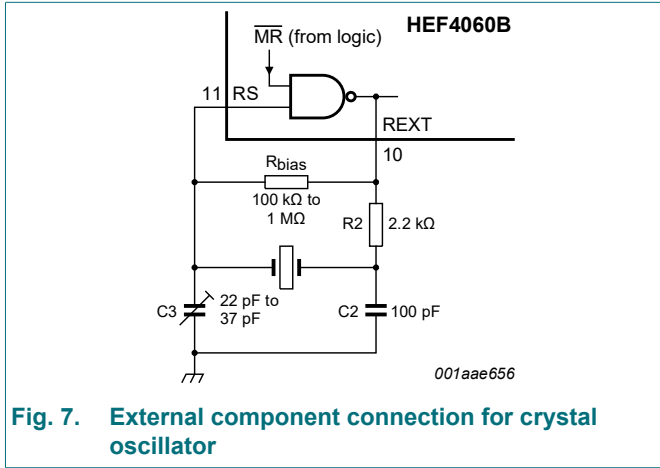 HEF4060B
MR (from logic)
11 RS
REXT
10
Rbias
100 kΩ to
1 MΩ
R2 2.2 kΩ
C3 22 pF to
37 pF
C2 100 pF
001aae656
Fig. 7. External component connection for crystal
oscillator